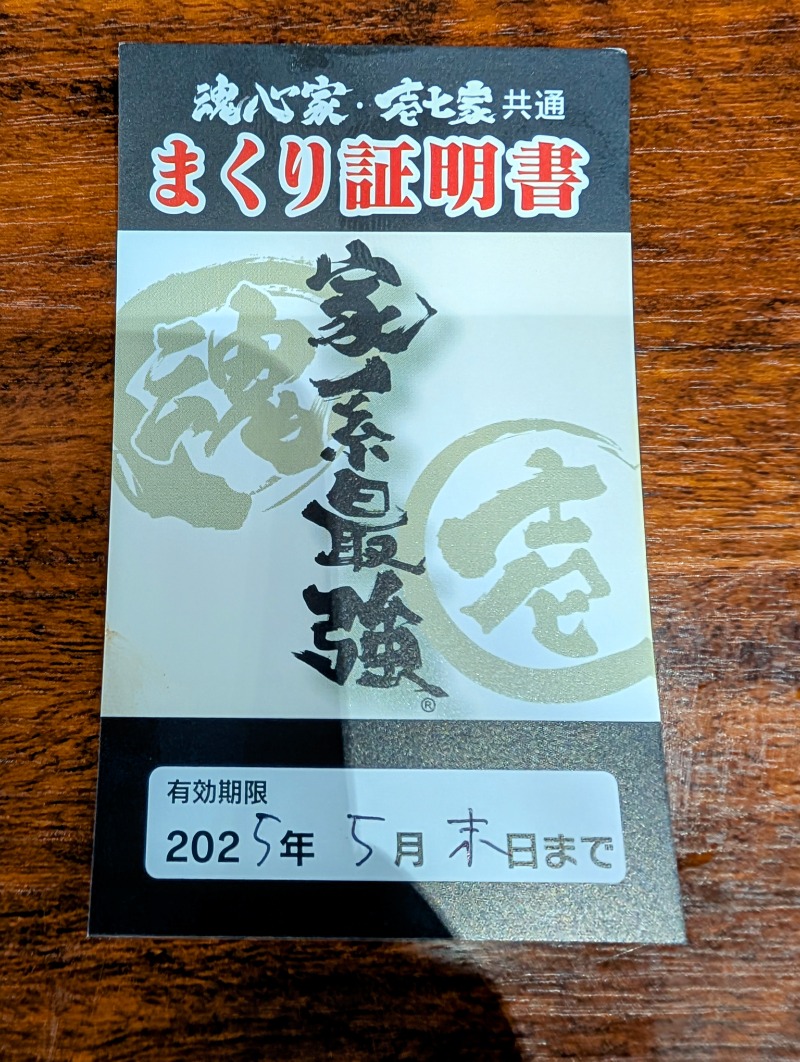 魂心家・壱七家 共通
まくり証明書
魂
家系最強®
壱
有効期限
2025年 5月 末日まで